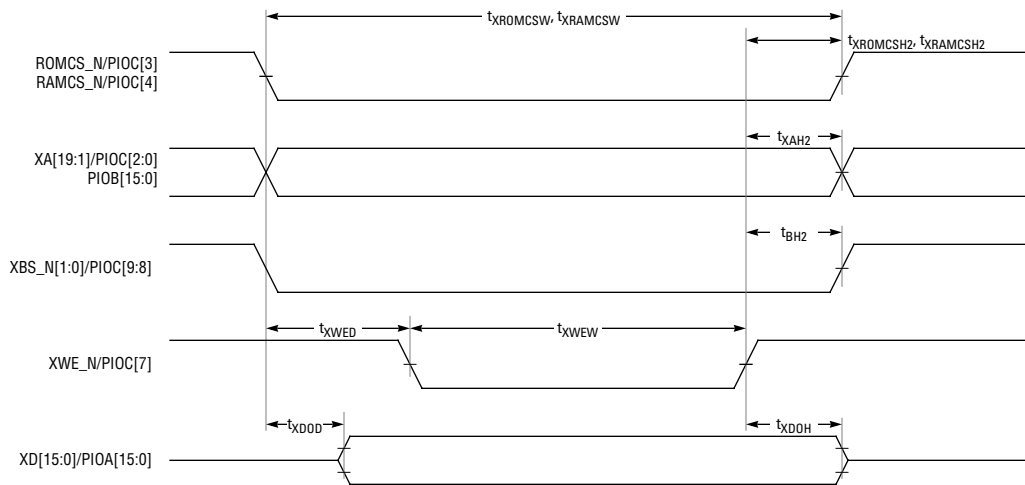 tXROMCSW, tXRAMCSW
tXROMCSH2, tXRAMCSH2
ROMCS_N/PIOC[3]
RAMCS_N/PIOC[4]
tXAH2
XA[19:1]/PIOC[2:0]
PIOB[15:0]
tBH2
XBS_N[1:0]/PIOC[9:8]
tXWED
tXWEW
XWE_N/PIOC[7]
tXDOD
tXDOH
XD[15:0]/PIOA[15:0]